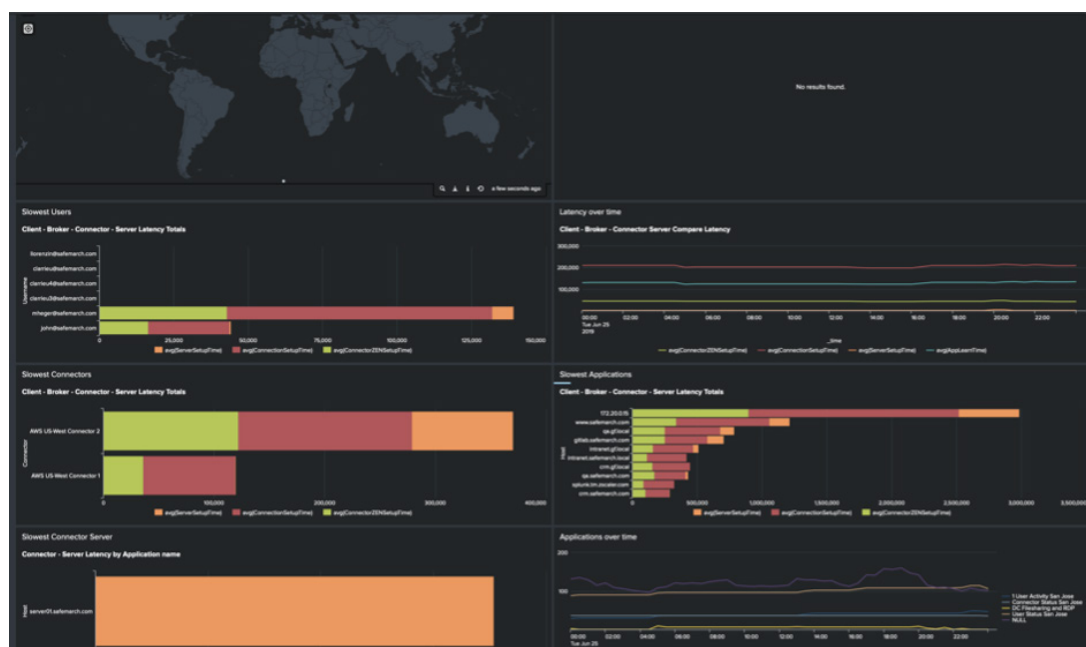 No results found.
a few seconds ago
Slowest Users
Client - Broker - Connector - Server Latency Totals
Username
llorenzin@safemarch.com
clarrieu@safemarch.com
clarrieu4@safemarch.com
clarrieu3@safemarch.com
mheger@safemarch.com
john@safemarch.com
0 25,000 50,000 75,000 100,000 125,000 150,000
avg(ServerSetupTime) avg(ConnectionSetupTime) avg(ConnectorZENSetupTime)
Latency over time
Client - Broker - Connector Server Compare Latency
300,000
200,000
100,000
00:00 02:00 04:00 06:00 08:00 10:00 12:00 14:00 16:00 18:00 20:00 22:00
Tue Jun 25
2019
_time
avg(ConnectorZENSetupTime) avg(ConnectionSetupTime) avg(ServerSetupTime) avg(AppLearnTime)
Slowest Connectors
Client - Broker - Connector - Server Latency Totals
Connector
AWS US-West Connector 2
AWS US-West Connector 1
100,000 200,000 300,000 400,000
avg(ServerSetupTime) avg(ConnectionSetupTime) avg(ConnectorZENSetupTime)
Slowest Applications
Client - Broker - Connector - Server Latency Totals
Host
172.20.0.15
www.safemarch.com
qa.gf.local
gitlab.safemarch.com
intranet.gf.local
intranet.safemarch.local
crm.gf.local
qa.safemarch.com
splunk.tm.zscaler.com
crm.safemarch.com
0 500,000 1,000,000 1,500,000 2,000,000 2,500,000 3,000,000 3,500,000
avg(ServerSetupTime) avg(ConnectionSetupTime) avg(ConnectorZENSetupTime)
Slowest Connector Server
Connector - Server Latency by Application name
Host
server01.safemarch.com
Applications over time
200
100
1 User Activity San Jose
Connector Status San Jose
DC Filesharing and RDP
User Status San Jose
NULL
00:00 02:00 04:00 06:00 08:00 10:00 12:00 14:00 16:00 18:00 20:00 22:00
Tue Jun 25